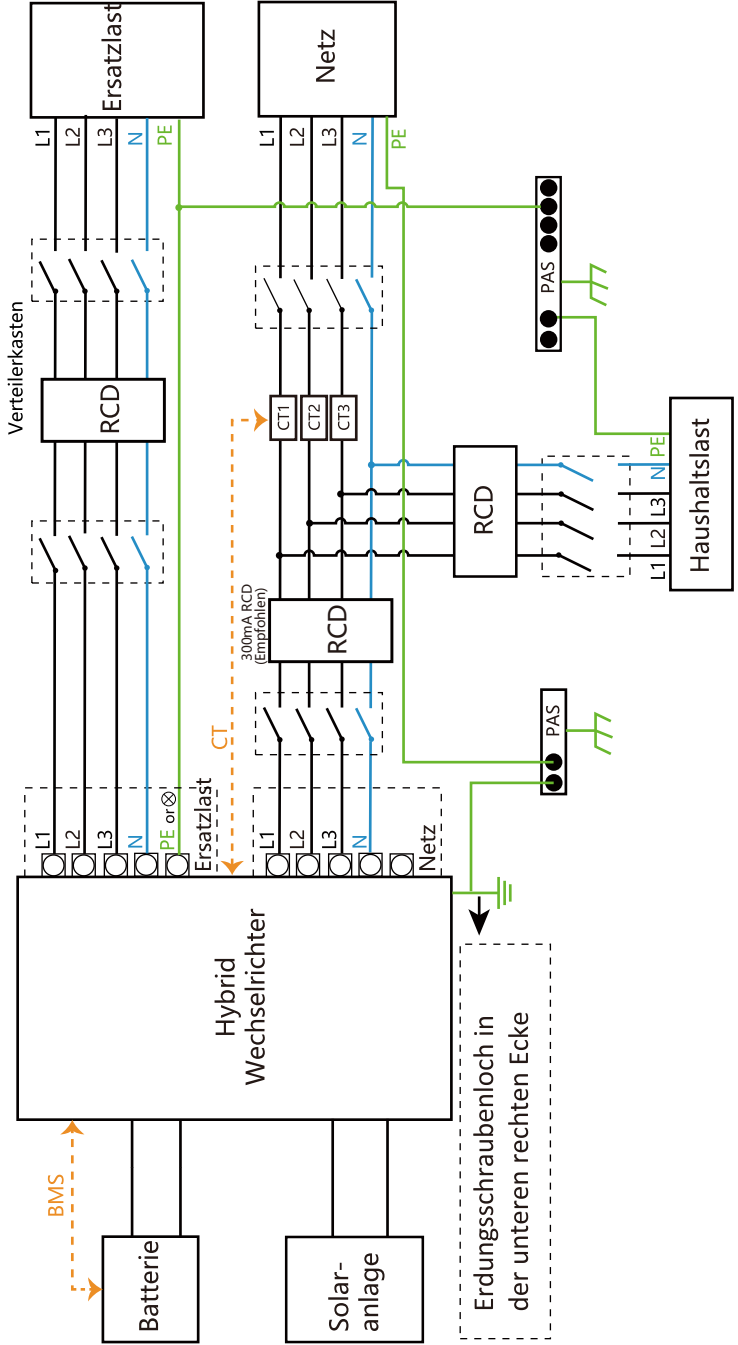 Ersatzlast
L1
L2
L3
N
PE
Verteilerkasten
RCD
L1
L2
L3
N
PE or
Ersatzlast
Netz
L1
L2
L3
N
PE
CT1
CT2
CT3
CT
300mA RCD
(Empfohlen)
RCD
L1
L2
L3
N
Netz
RCD
PAS
PE
N
L3
L2
L1
Haushaltslast
PAS
Hybrid
Wechselrichter
BMS
Batterie
Solar-
anlage
Erdungsschraubenloch in
der unteren rechten Ecke